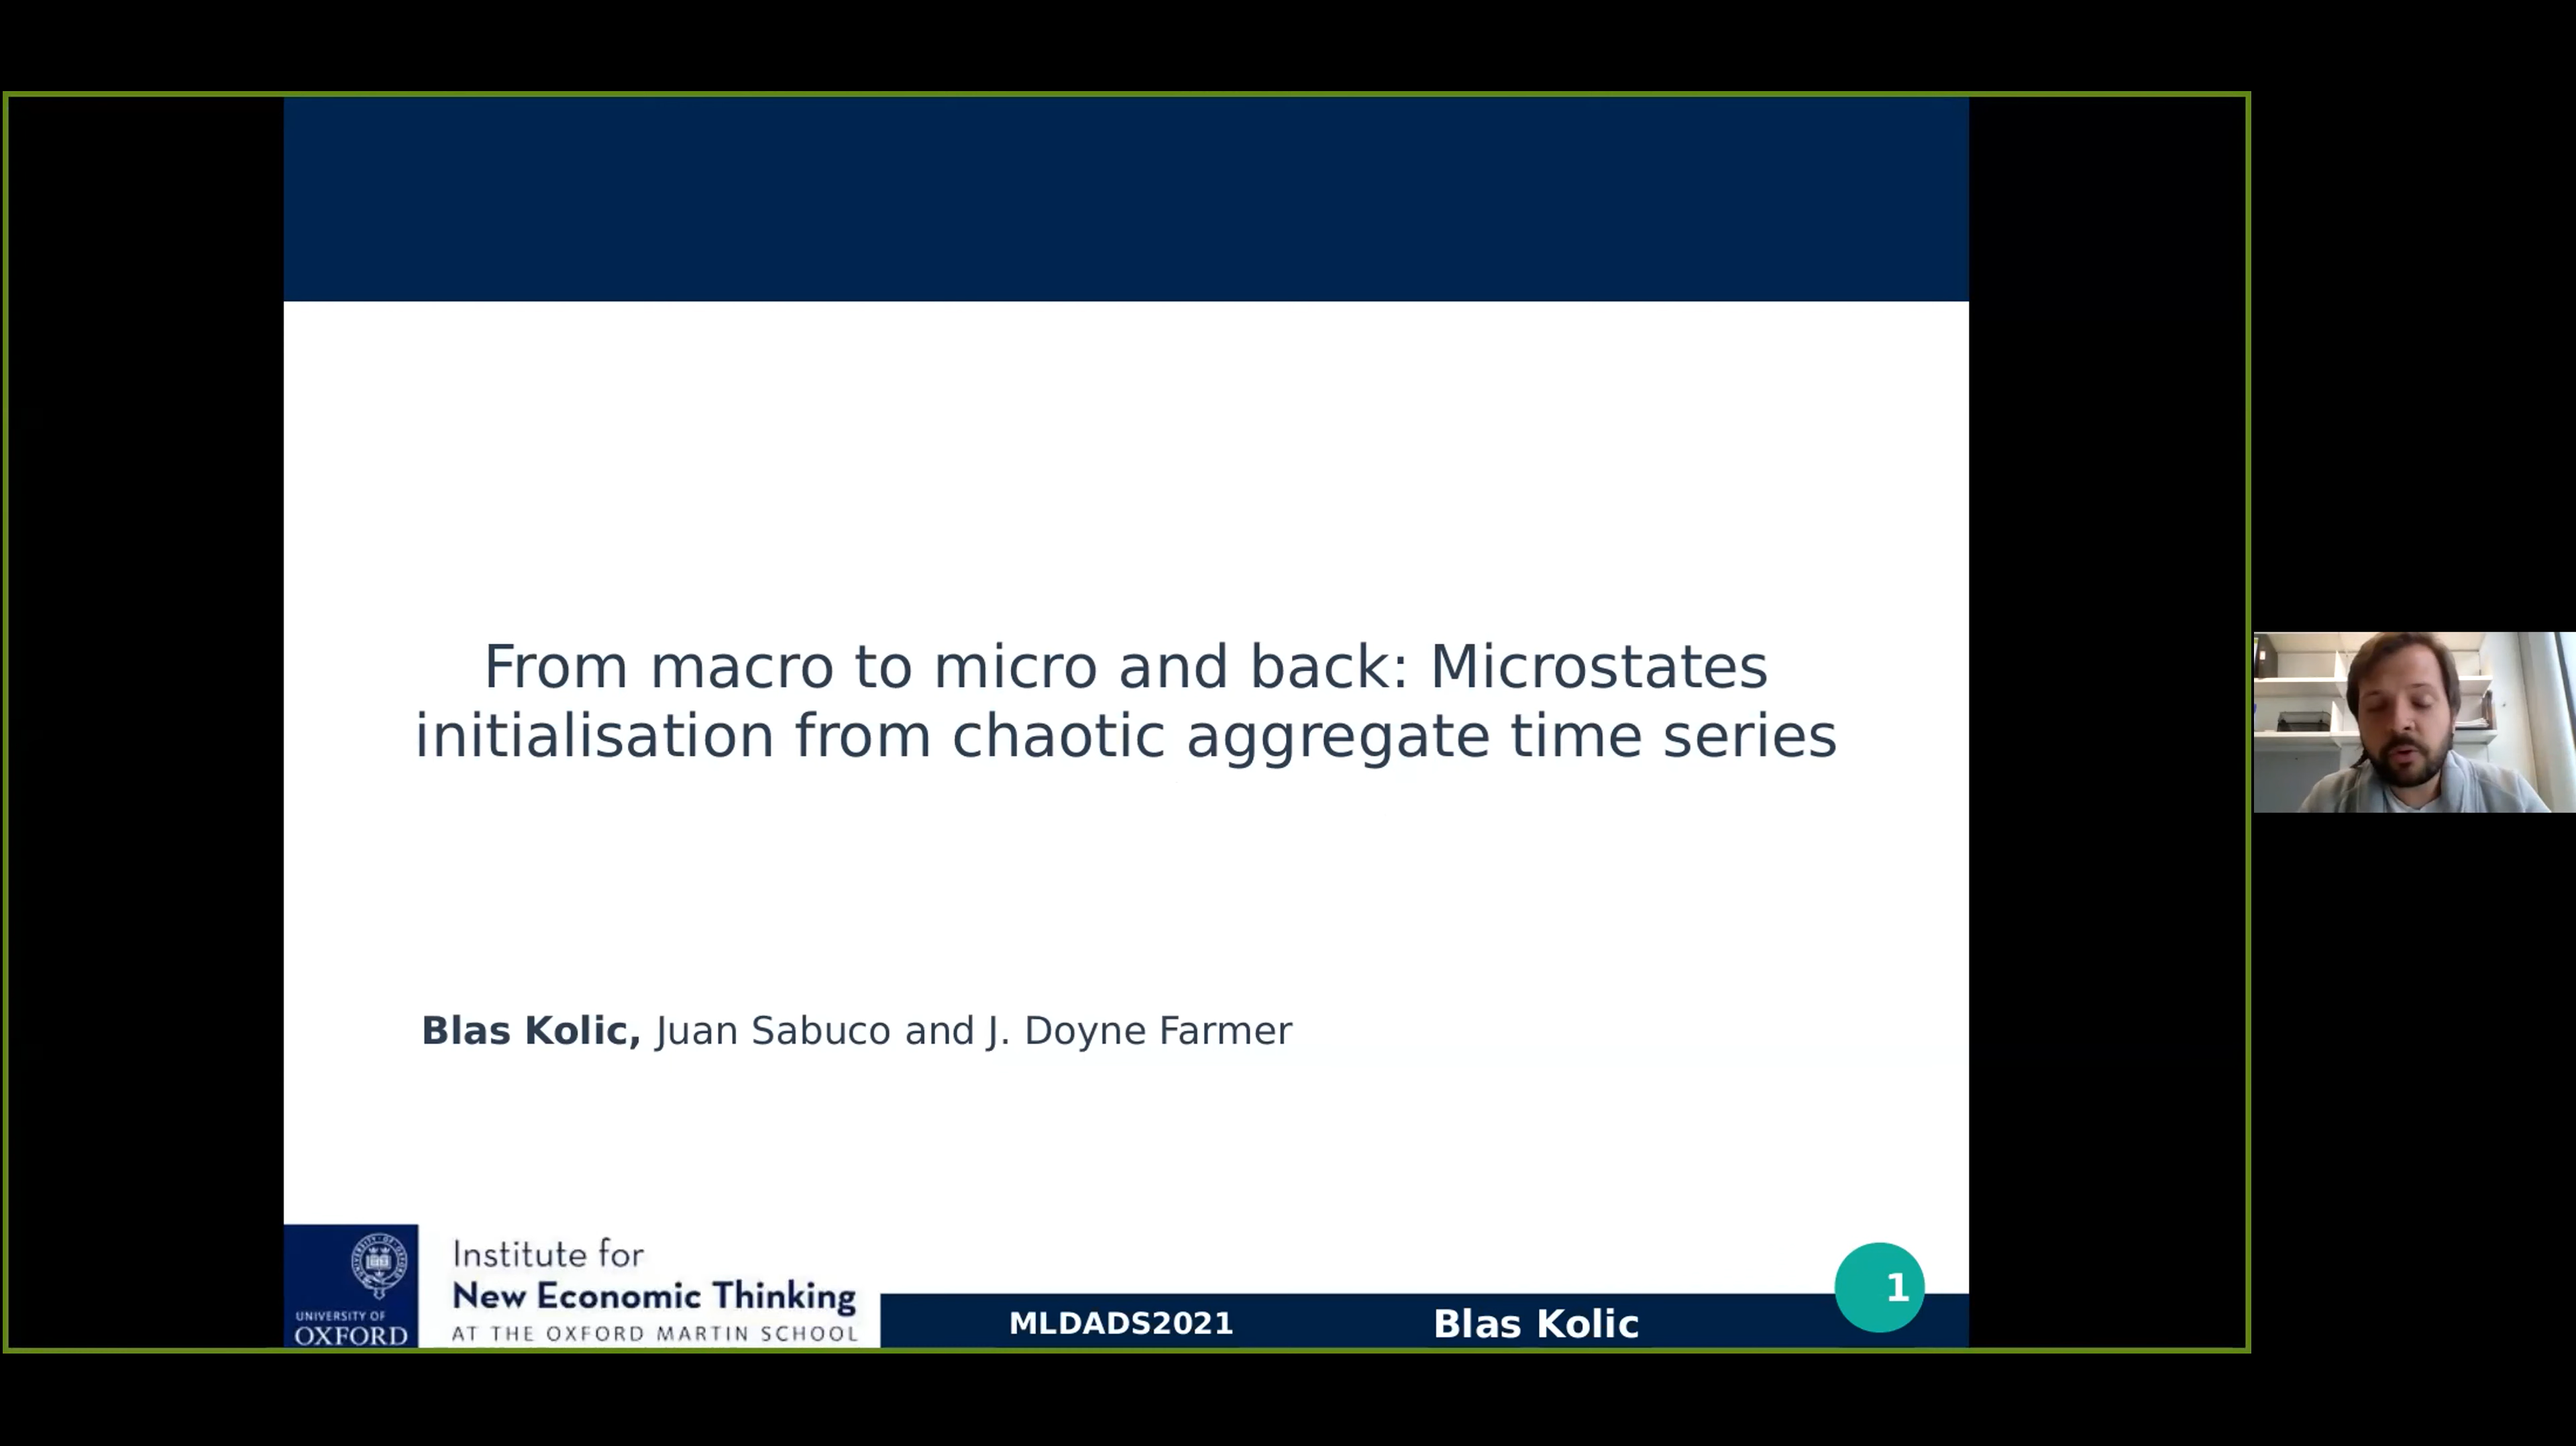 From macro to micro and back: Microstates
initialisation from chaotic aggregate time series
Blas Kolic, Juan Sabuco and J. Doyne Farmer
UNIVERSITY OF
OXFORD
Institute for
New Economic Thinking
AT THE OXFORD MARTIN SCHOOL
MLDADS2021
Blas Kolic
1